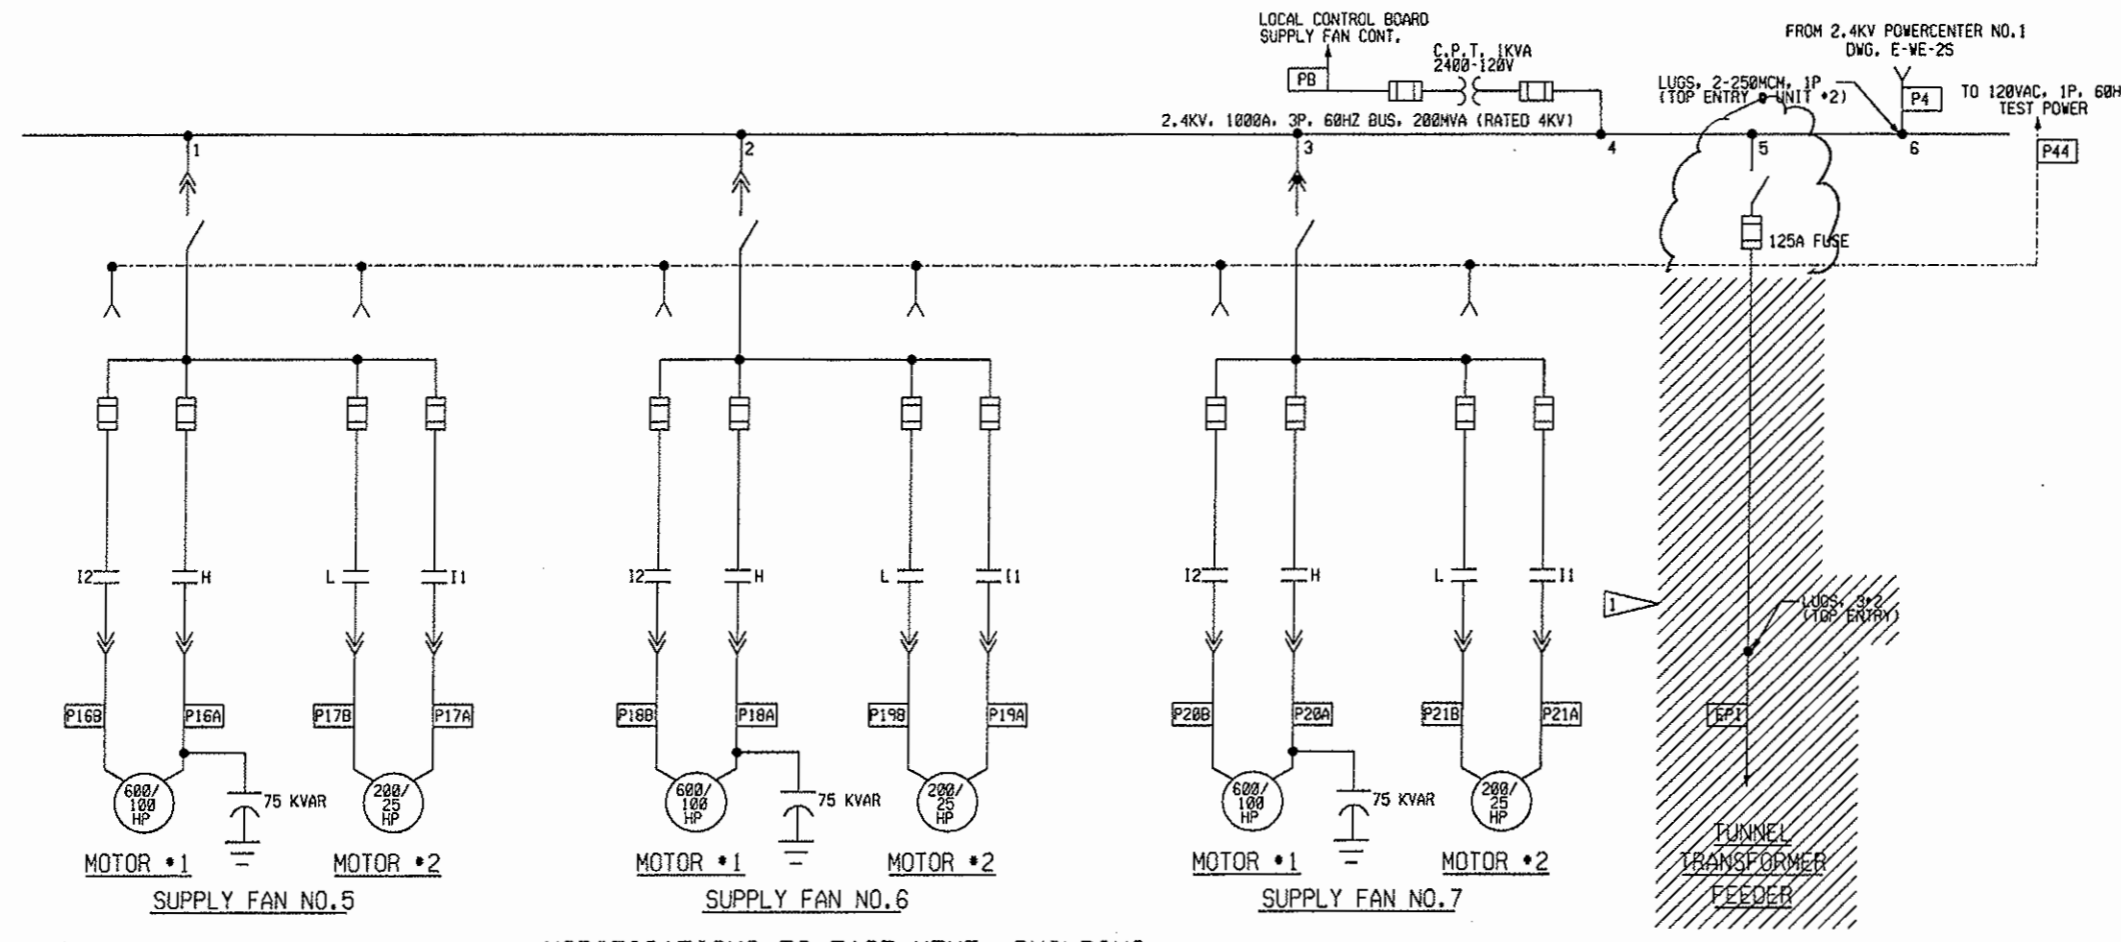 LOCAL CONTROL BOARD
SUPPLY FAN CONT.
PB
C.P.T. 1KVA
2400-120V
FROM 2.4KV POWERCENTER NO.1
DWG. E-WE-2S
LUGS, 2-250MCM, 1P
(TOP ENTRY @ UNIT #2)
P4
TO 120VAC, 1P, 60H
TEST POWER
P44
2.4KV, 1000A, 3P, 60HZ BUS, 200MVA (RATED 4KV)
1
2
3
4
5
6
125A FUSE
I2
H
L
I1
I2
H
L
I1
I2
H
L
I1
1
LUGS, 3#2
(TOP ENTRY)
P16B
P16A
P17B
P17A
P18B
P18A
P19B
P19A
P20B
P20A
P21B
P21A
EP1
600/
100
HP
75 KVAR
200/
25
HP
600/
100
HP
75 KVAR
200/
25
HP
600/
100
HP
75 KVAR
200/
25
HP
MOTOR #1
MOTOR #2
MOTOR #1
MOTOR #2
MOTOR #1
MOTOR #2
SUPPLY FAN NO.5
SUPPLY FAN NO.6
SUPPLY FAN NO.7
TUNNEL
TRANSFORMER
FEEDER